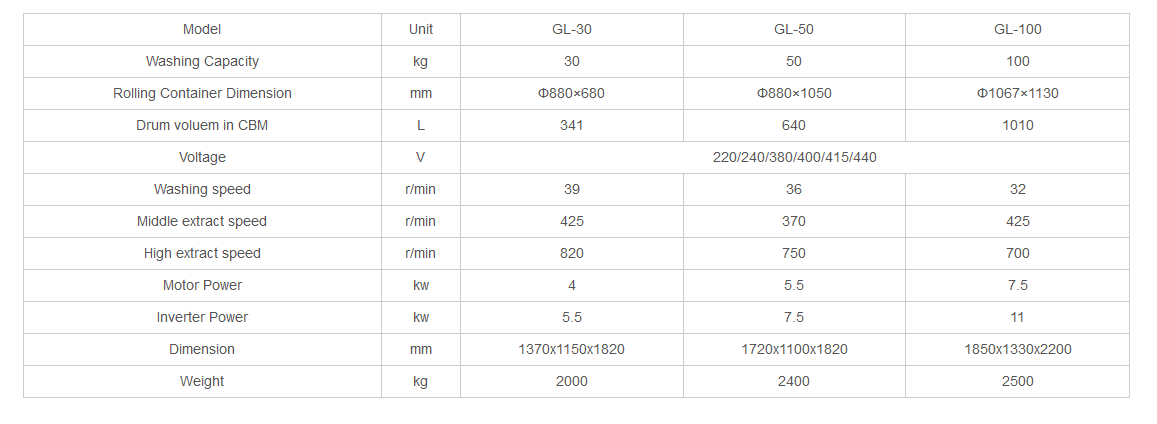 Model Unit GL-30 GL-50 GL-100
Washing Capacity kg 30 50 100
Rolling Container Dimension mm Φ880×680 Φ880×1050 Φ1067×1130
Drum voluem in CBM L 341 640 1010
Voltage V 220/240/380/400/415/440
Washing speed r/min 39 36 32
Middle extract speed r/min 425 370 425
High extract speed r/min 820 750 700
Motor Power kw 4 5.5 7.5
Inverter Power kw 5.5 7.5 11
Dimension mm 1370x1150x1820 1720x1100x1820 1850x1330x2200
Weight kg 2000 2400 2500